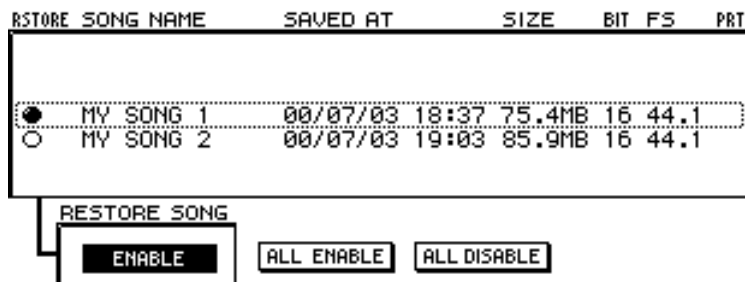 RSTORE SONG NAME SAVED AT SIZE BIT FS PRT
MY SONG 1 00/07/03 18:37 75.4MB 16 44.1
MY SONG 2 00/07/03 19:03 85.9MB 16 44.1
RESTORE SONG
ENABLE ALL ENABLE ALL DISABLE